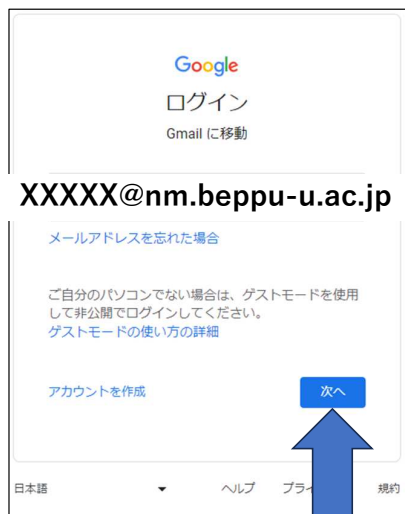 Google
ログイン
Gmail に移動
XXXXX@nm.beppu-u.ac.jp
メールアドレスを忘れた場合
ご自分のパソコンでない場合は、ゲストモードを使用
して非公開でログインしてください。
ゲストモードの使い方の詳細
アカウントを作成 次へ
日本語 ヘルプ プライ 規約